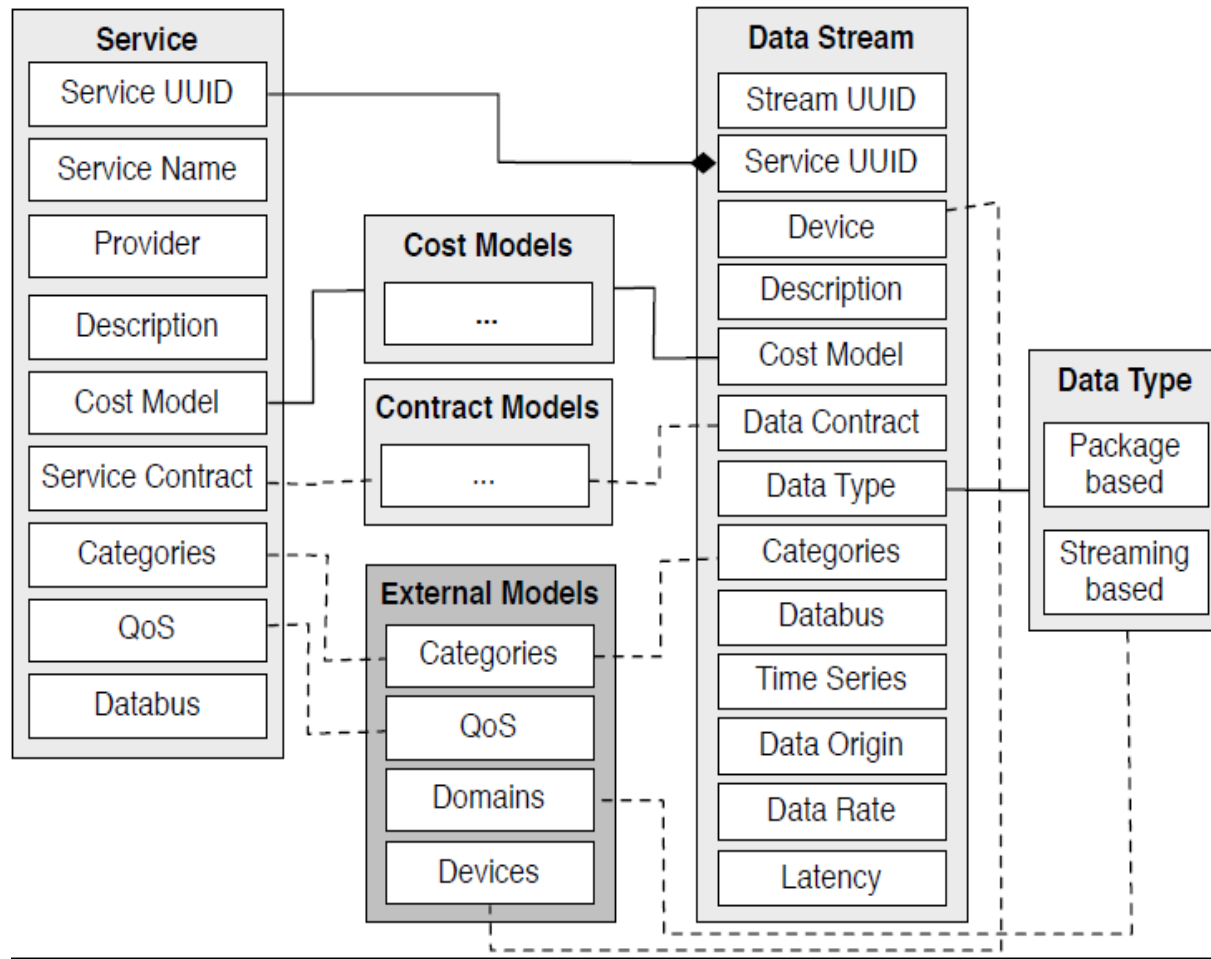 Service
Service UUID
Service Name
Provider
Description
Cost Model
Service Contract
Categories
QoS
Databus
Cost Models
...
Contract Models
...
External Models
Categories
QoS
Domains
Devices
Data Stream
Stream UUID
Service UUID
Device
Description
Cost Model
Data Contract
Data Type
Categories
Databus
Time Series
Data Origin
Data Rate
Latency
Data Type
Package
based
Streaming
based